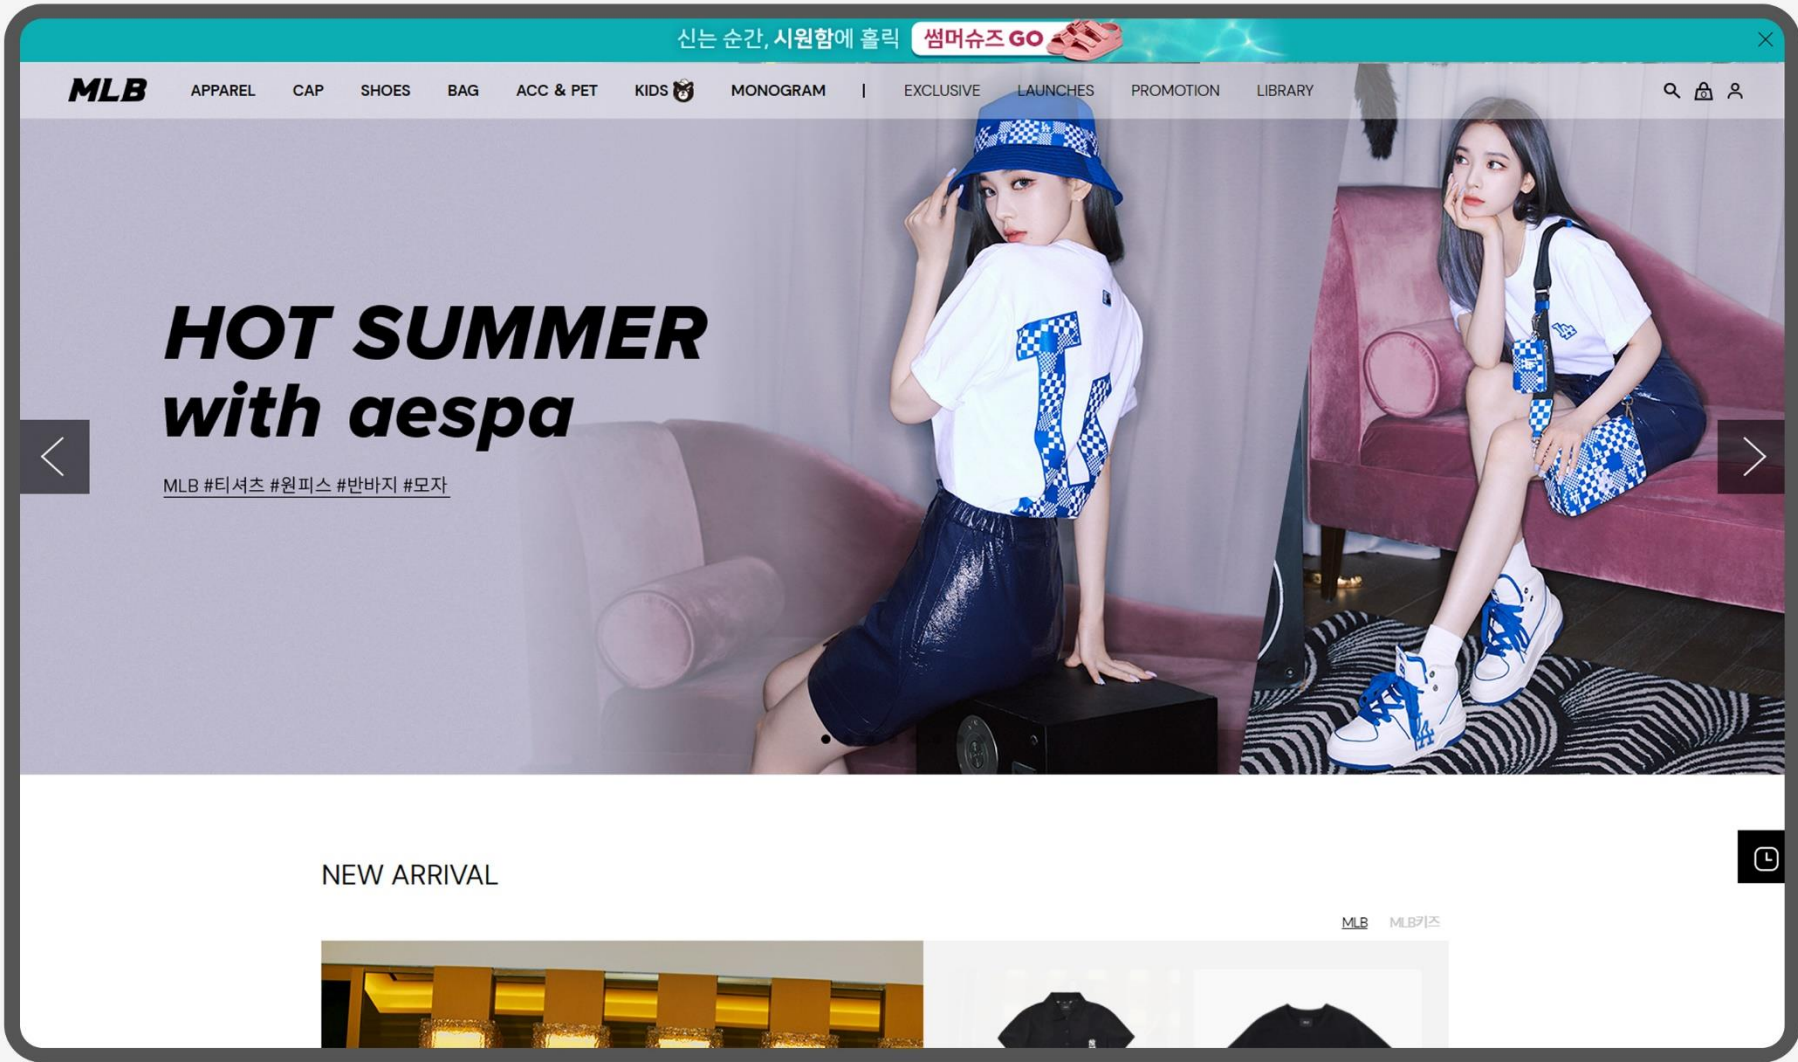 신는 순간, 시원함에 홀릭 썸머슈즈 GO
MLB APPAREL CAP SHOES BAG ACC & PET KIDS MONOGRAM | EXCLUSIVE LAUNCHES PROMOTION LIBRARY 0
HOT SUMMER
with aespa
MLB #티셔츠 #원피스 #반바지 #모자
LA
NEW ARRIVAL
MLB MLB키즈